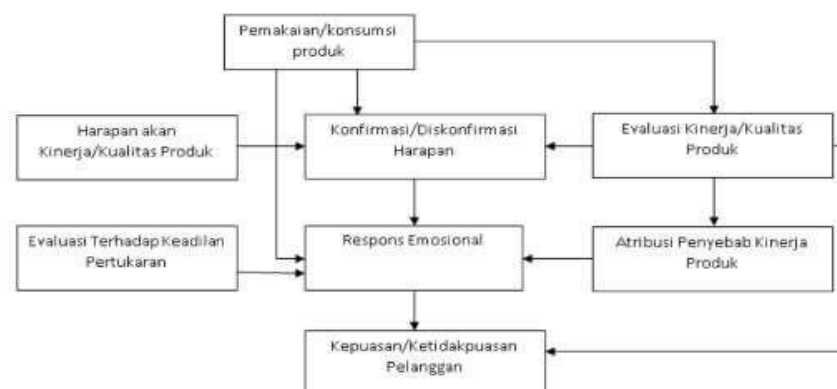 Pemakaian/konsumsi
produk
Harapan akan
Kinerja/Kualitas Produk
Konfirmasi/Diskonfirmasi
Harapan
Evaluasi Kinerja/Kualitas
Produk
Evaluasi Terhadap Keadilan
Pertukaran
Respons Emosional
Atribusi Penyebab Kinerja
Produk
Kepuasan/Ketidakpuasan
Pelanggan